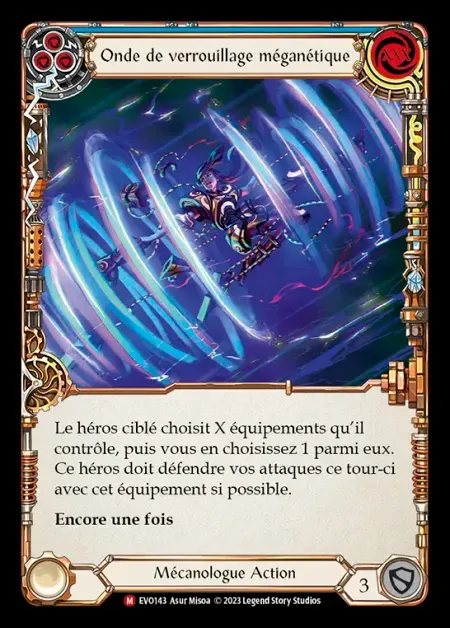 Onde de verrouillage méganétique
Le héros ciblé choisit X équipements qu'il
contrôle, puis vous en choisissez 1 parmi eux.
Ce héros doit défendre vos attaques ce tour-ci
avec cet équipement si possible.
Encore une fois
Mécanologue Action
3
M EVO143 Asur Misoa © 2023 Legend Story Studios